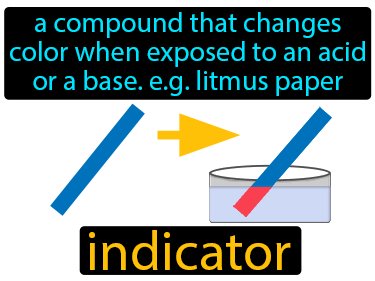 a compound that changes
color when exposed to an acid
or a base. e.g. litmus paper
indicator